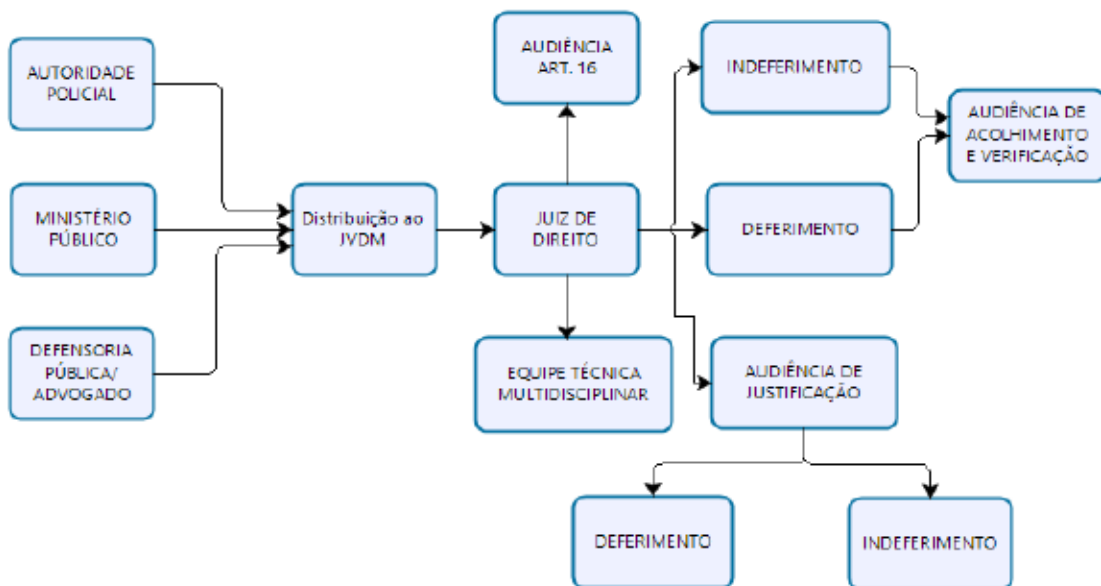 AUTORIDADE
POLICIAL
MINISTÉRIO
PÚBLICO
DEFENSORIA
PÚBLICA/
ADVOGADO
Distribuição ao
JVDM
AUDIÊNCIA
ART. 16
JUIZ DE
DIREITO
EQUIPE TÉCNICA
MULTIDISCIPLINAR
INDEFERIMENTO
DEFERIMENTO
AUDIÊNCIA DE
JUSTIFICAÇÃO
AUDIÊNCIA DE
ACOLHIMENTO
E VERIFICAÇÃO
DEFERIMENTO
INDEFERIMENTO